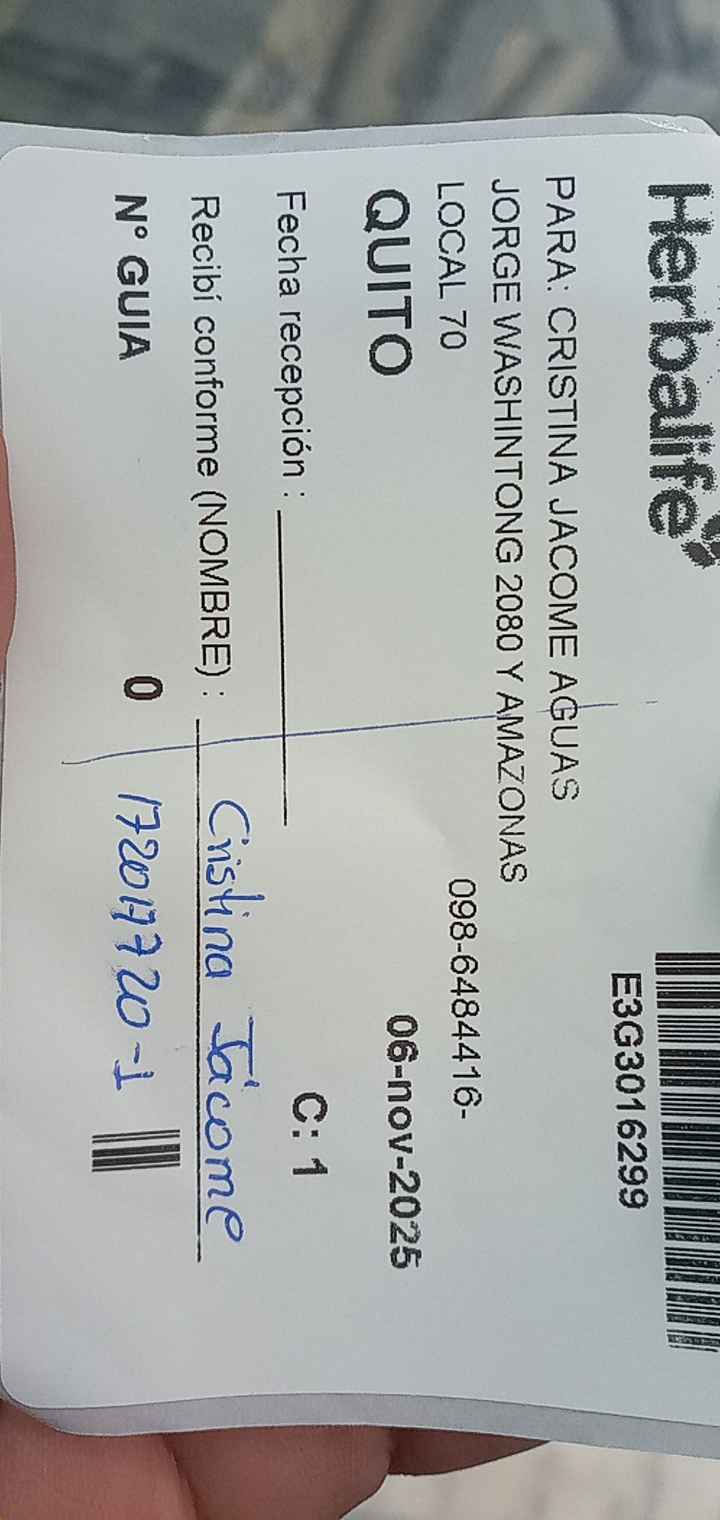 Herbalife
E3G3016299
PARA: CRISTINA JACOME AGUAS
JORGE WASHINTONG 2080 Y AMAZONAS
LOCAL 70
098-6484416-
QUITO
06-nov-2025
Fecha recepción :
C: 1
Recibí conforme (NOMBRE) : Cristina Jácome
N° GUIA 0
172017720-1